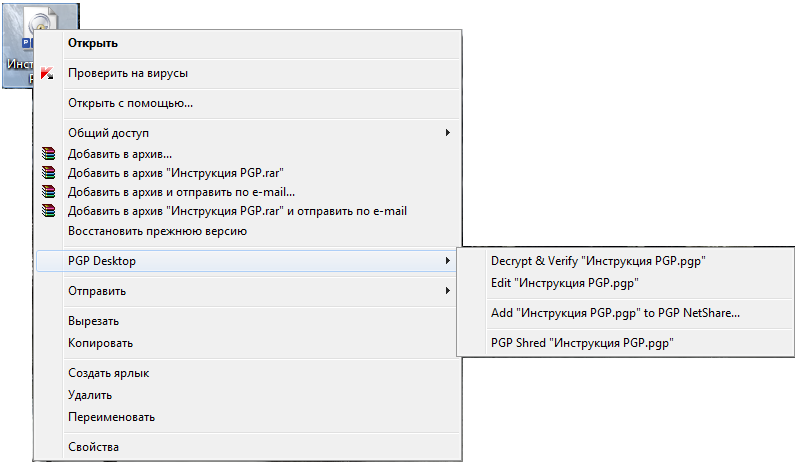 Открыть
Проверить на вирусы
Открыть с помощью...
Общий доступ
Добавить в архив...
Добавить в архив "Инструкция PGP.rar"
Добавить в архив и отправить по e-mail...
Добавить в архив "Инструкция PGP.rar" и отправить по e-mail
Восстановить прежнюю версию
PGP Desktop
Отправить
Вырезать
Копировать
Создать ярлык
Удалить
Переименовать
Свойства
Decrypt & Verify "Инструкция PGP.pgp"
Edit "Инструкция PGP.pgp"
Add "Инструкция PGP.pgp" to PGP NetShare...
PGP Shred "Инструкция PGP.pgp"